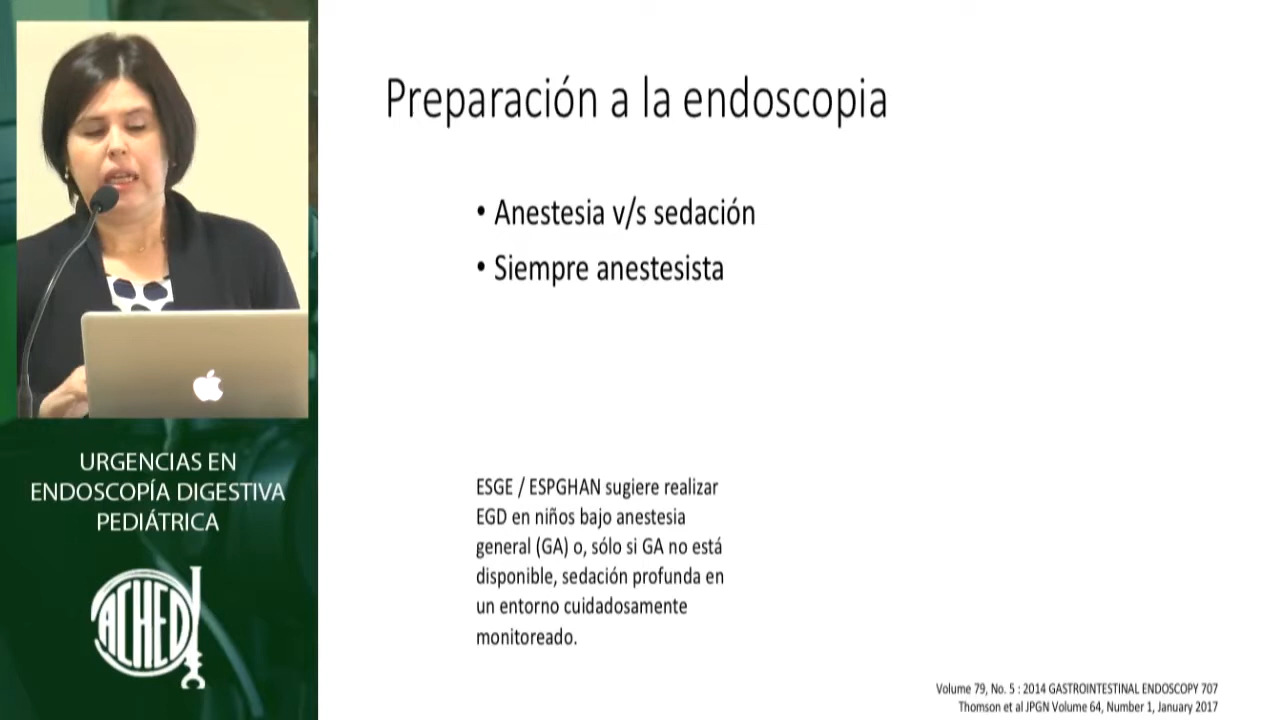 Preparación a la endoscopia
• Anestesia v/s sedación
• Siempre anestesista
ESGE / ESPGHAN sugiere realizar
EGD en niños bajo anestesia
general (GA) o, sólo si GA no está
disponible, sedación profunda en
un entorno cuidadosamente
monitoreado.
Volume 79, No. 5 : 2014 GASTROINTESTINAL ENDOSCOPY 707
Thomson et al JPGN Volume 64, Number 1, January 2017
URGENCIAS EN
ENDOSCOPÍA DIGESTIVA
PEDIÁTRICA
ACHED